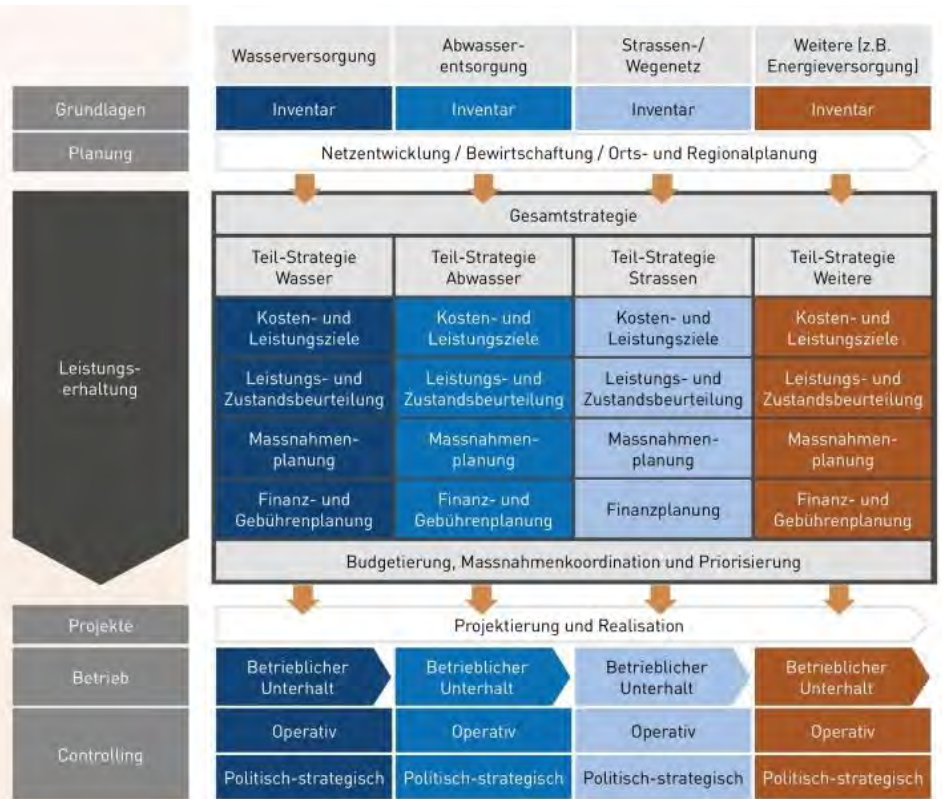 Wasserversorgung
Abwasser-
entsorgung
Strassen-/
Wegenetz
Weitere (z.B.
Energieversorgung)
Grundlagen
Inventar
Inventar
Inventar
Inventar
Planung
Netzentwicklung / Bewirtschaftung / Orts- und Regionalplanung
Leistungs-
erhaltung
Gesamtstrategie
Teil-Strategie
Wasser
Teil-Strategie
Abwasser
Teil-Strategie
Strassen
Teil-Strategie
Weitere
Kosten- und
Leistungsziele
Kosten- und
Leistungsziele
Kosten- und
Leistungsziele
Kosten- und
Leistungsziele
Leistungs- und
Zustandsbeurteilung
Leistungs- und
Zustandsbeurteilung
Leistungs- und
Zustandsbeurteilung
Leistungs- und
Zustandsbeurteilung
Massnahmen-
planung
Massnahmen-
planung
Massnahmen-
planung
Massnahmen-
planung
Finanz- und
Gebührenplanung
Finanz- und
Gebührenplanung
Finanzplanung
Finanz- und
Gebührenplanung
Budgetierung, Massnahmenkoordination und Priorisierung
Projekte
Projektierung und Realisation
Betrieb
Betrieblicher
Unterhalt
Betrieblicher
Unterhalt
Betrieblicher
Unterhalt
Betrieblicher
Unterhalt
Controlling
Operativ
Operativ
Operativ
Operativ
Politisch-strategisch
Politisch-strategisch
Politisch-strategisch
Politisch-strategisch